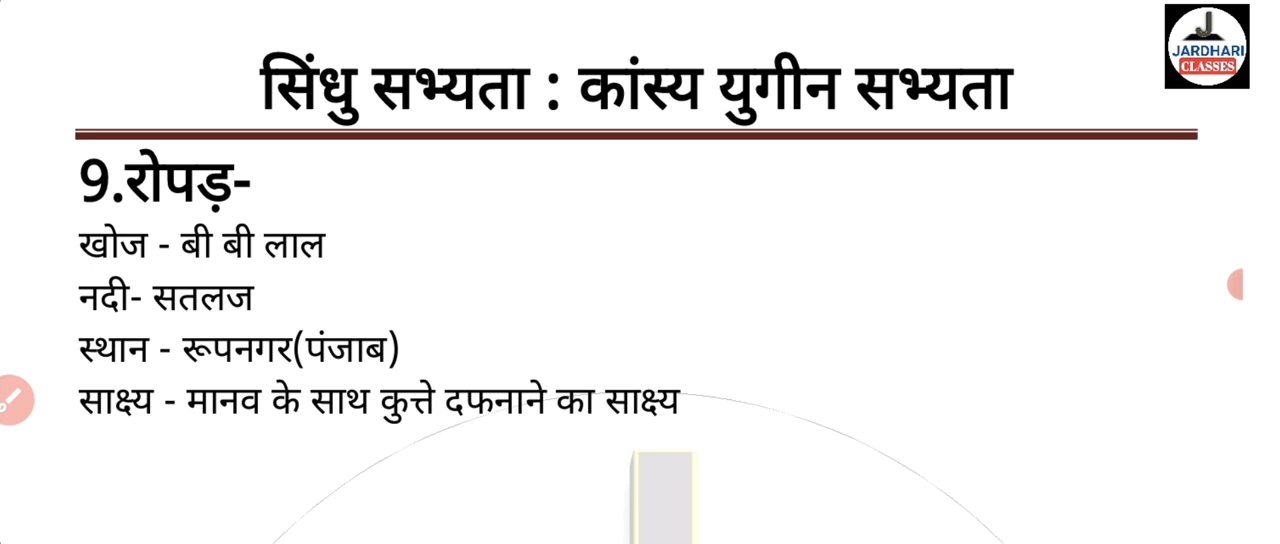 J
JARDHARI
CLASSES
सिंधु सभ्यता : कांस्य युगीन सभ्यता
9.रोपड़-
खोज - बी बी लाल
नदी- सतलज
स्थान - रूपनगर(पंजाब)
साक्ष्य - मानव के साथ कुत्ते दफनाने का साक्ष्य